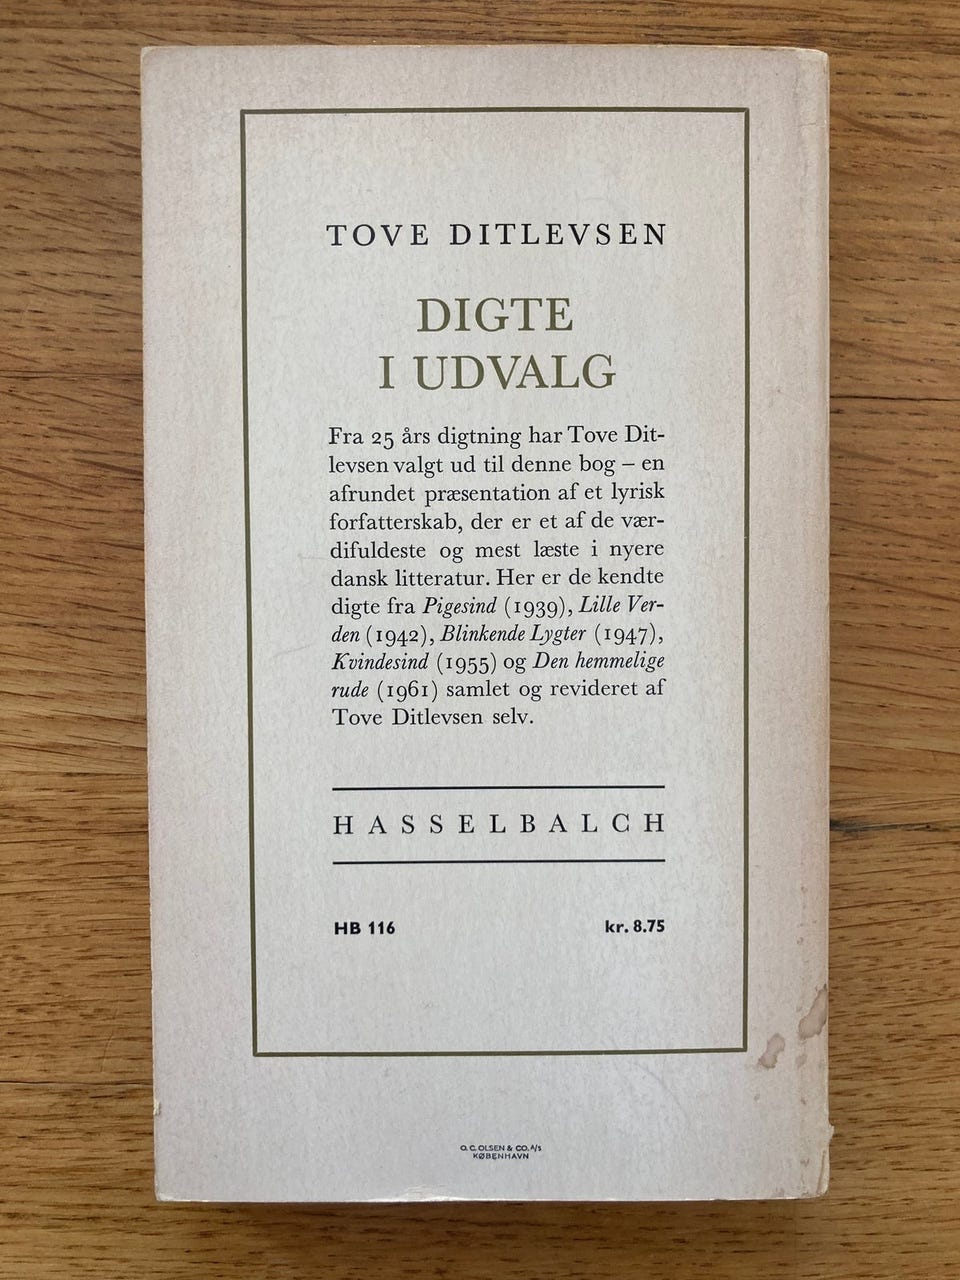 TOVE DITLEVSEN
DIGTE
I UDVALG
Fra 25 års digtning har Tove Dit-
levsen valgt ud til denne bog – en
afrundet præsentation af et lyrisk
forfatterskab, der er et af de vær-
difuldeste og mest læste i nyere
dansk litteratur. Her er de kendte
digte fra Pigesind (1939), Lille Ver-
den (1942), Blinkende Lygter (1947),
Kvindesind (1955) og Den hemmelige
rude (1961) samlet og revideret af
Tove Ditlevsen selv.
HASSELBALCH
HB 116 kr. 8.75
O. C. OLSEN & CO. A/S
KØBENHAVN